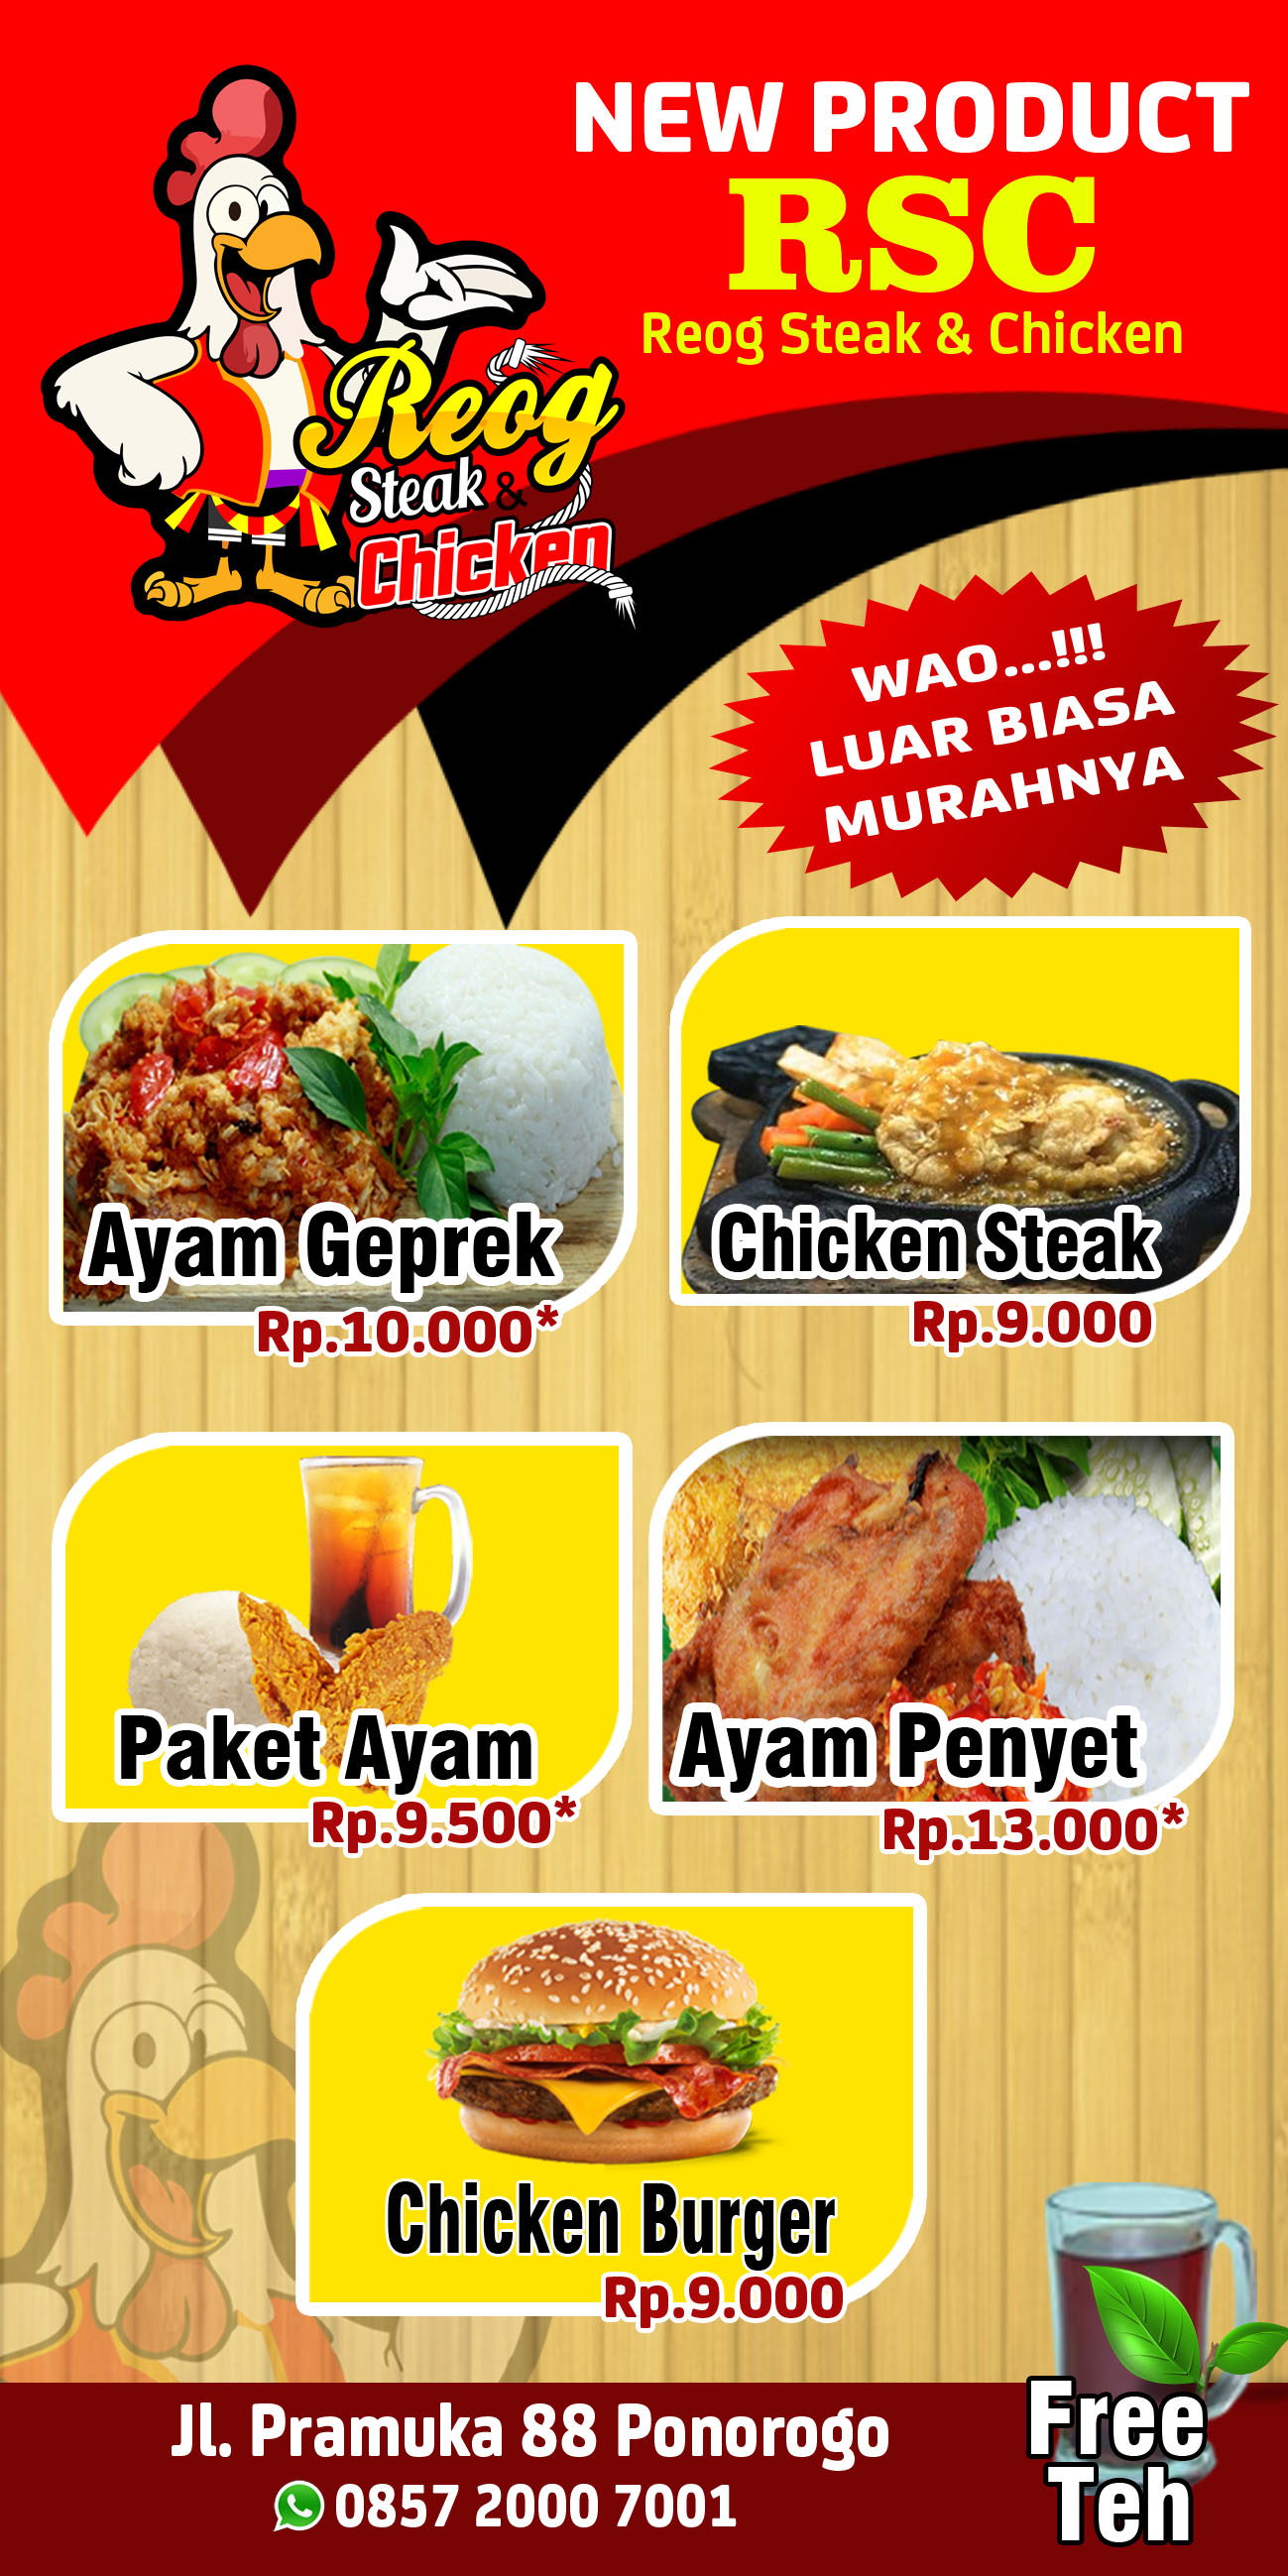 NEW PRODUCT
RSC
Reog Steak & Chicken
Reog
Steak &
Chicken
WAO...!!!
LUAR BIASA
MURAHNYA
Ayam Geprek
Rp.10.000*
Chicken Steak
Rp.9.000
Paket Ayam
Rp.9.500*
Ayam Penyet
Rp.13.000*
Chicken Burger
Rp.9.000
Jl. Pramuka 88 Ponorogo
0857 2000 7001
Free
Teh